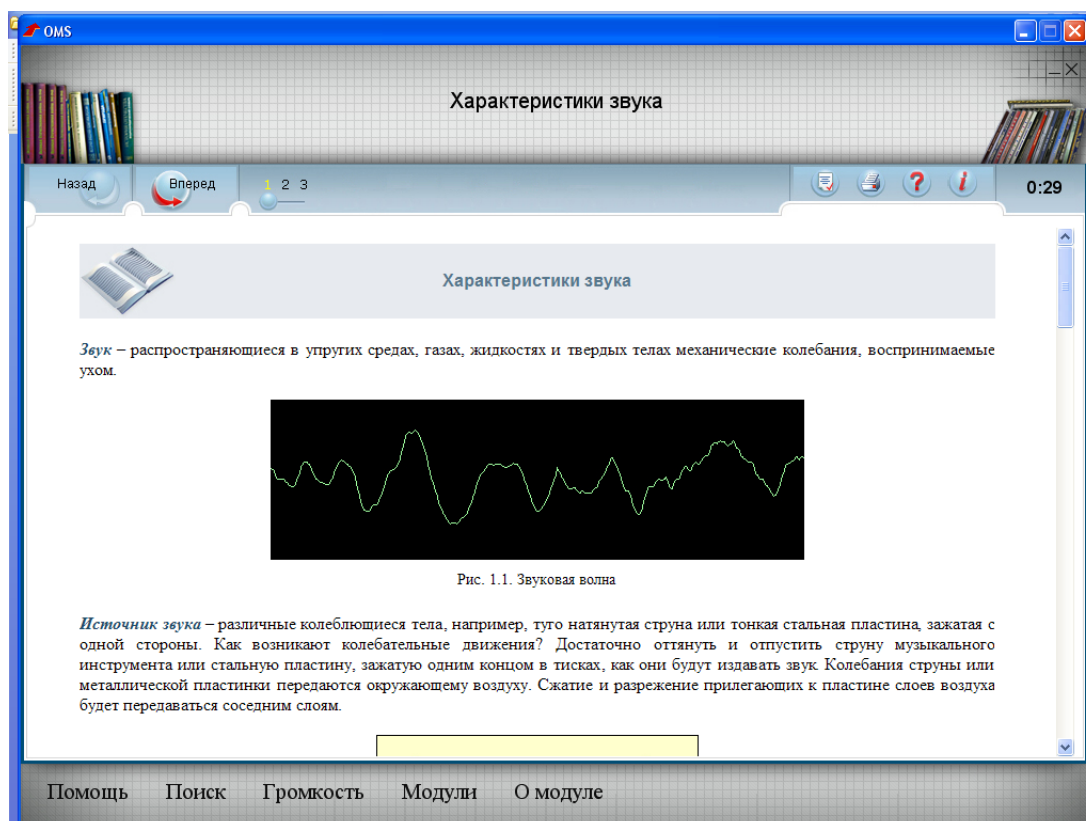 OMS
Характеристики звука
Назад
Вперед
1 2 3
0:29
Характеристики звука
Звук – распространяющиеся в упругих средах, газах, жидкостях и твердых телах механические колебания, воспринимаемые
ухом.
Рис. 1.1. Звуковая волна
Источник звука – различные колеблющиеся тела, например, туго натянутая струна или тонкая стальная пластина, зажатая с
одной стороны. Как возникают колебательные движения? Достаточно оттянуть и отпустить струну музыкального
инструмента или стальную пластину, зажатую одним концом в тисках, как они будут издавать звук. Колебания струны или
металлической пластинки передаются окружающему воздуху. Сжатие и разрежение прилегающих к пластине слоев воздуха
будет передаваться соседним слоям.
Помощь Поиск Громкость Модули О модуле